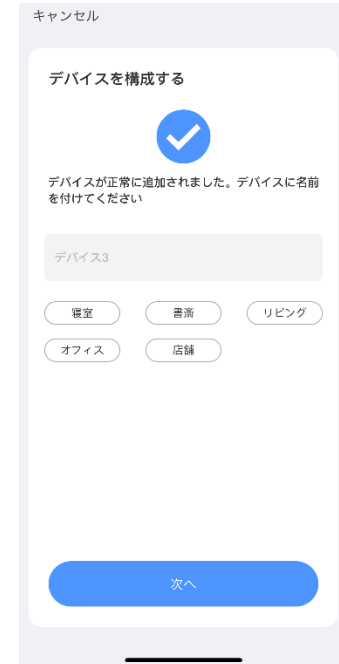 キャンセル
デバイスを構成する
デバイスが正常に追加されました。デバイスに名前
を付けてください
デバイス3
寝室 書斎 リビング
オフィス 店舗
次へ